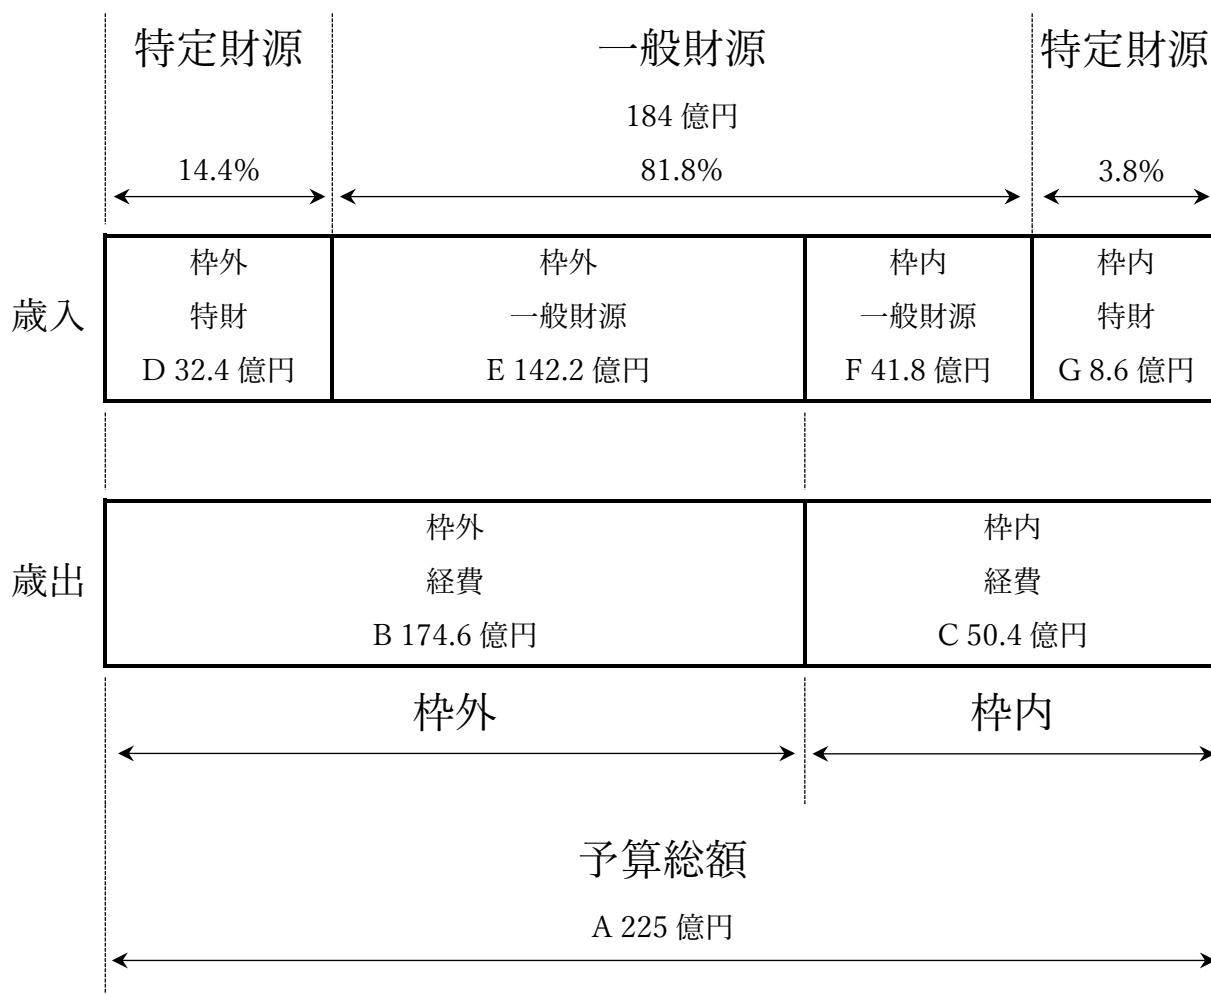 特定財源
一般財源
特定財源
184 億円
14.4%
81.8%
3.8%
歳入
枠外
特財
D 32.4 億円
枠外
一般財源
E 142.2 億円
枠内
一般財源
F 41.8 億円
枠内
特財
G 8.6 億円
歳出
枠外
経費
B 174.6 億円
枠内
経費
C 50.4 億円
枠外
枠内
予算総額
A 225 億円